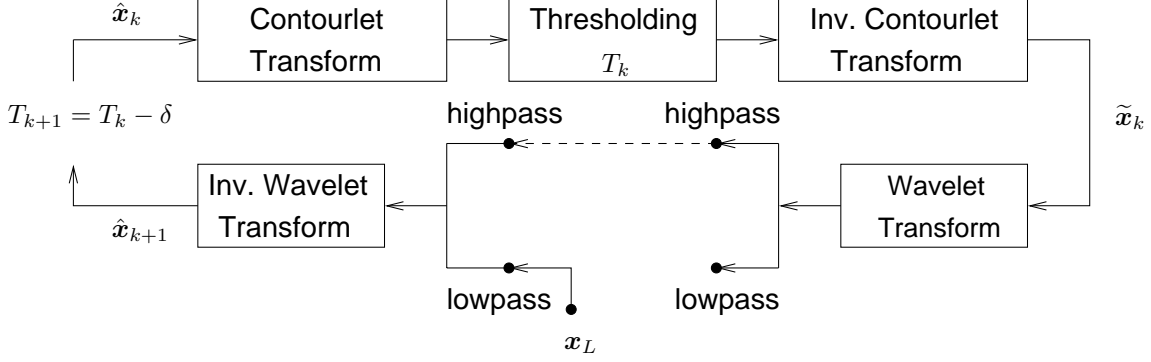 x̂_k
Contourlet
Transform
Thresholding
T_k
Inv. Contourlet
Transform
T_{k+1} = T_k − δ
highpass
highpass
x̃_k
Inv. Wavelet
Transform
Wavelet
Transform
x̂_{k+1}
lowpass
lowpass
x_L